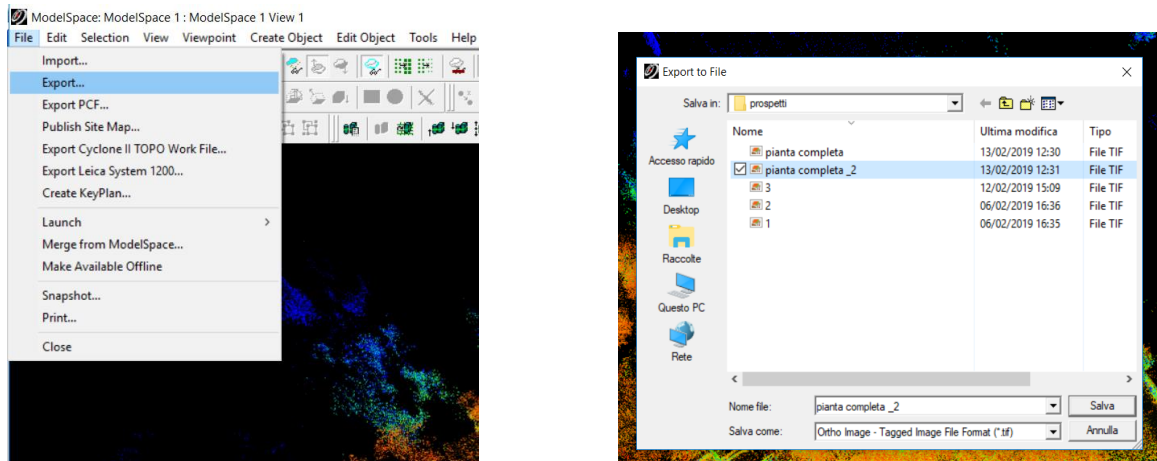 ModelSpace: ModelSpace 1 : ModelSpace 1 View 1
File Edit Selection View Viewpoint Create Object Edit Object Tools Help
Import...
Export...
Export PCF...
Publish Site Map...
Export Cyclone II TOPO Work File...
Export Leica System 1200...
Create KeyPlan...
Launch
Merge from ModelSpace...
Make Available Offline
Snapshot...
Print...
Close
Export to File
Salva in: prospetti
Nome Ultima modifica Tipo
pianta completa 13/02/2019 12:30 File TIF
pianta completa _2 13/02/2019 12:31 File TIF
3 12/02/2019 15:09 File TIF
2 06/02/2019 16:36 File TIF
1 06/02/2019 16:35 File TIF
Accesso rapido
Desktop
Raccolte
Questo PC
Rete
Nome file: pianta completa _2 Salva
Salva come: Ortho Image - Tagged Image File Format (*.tif) Annulla